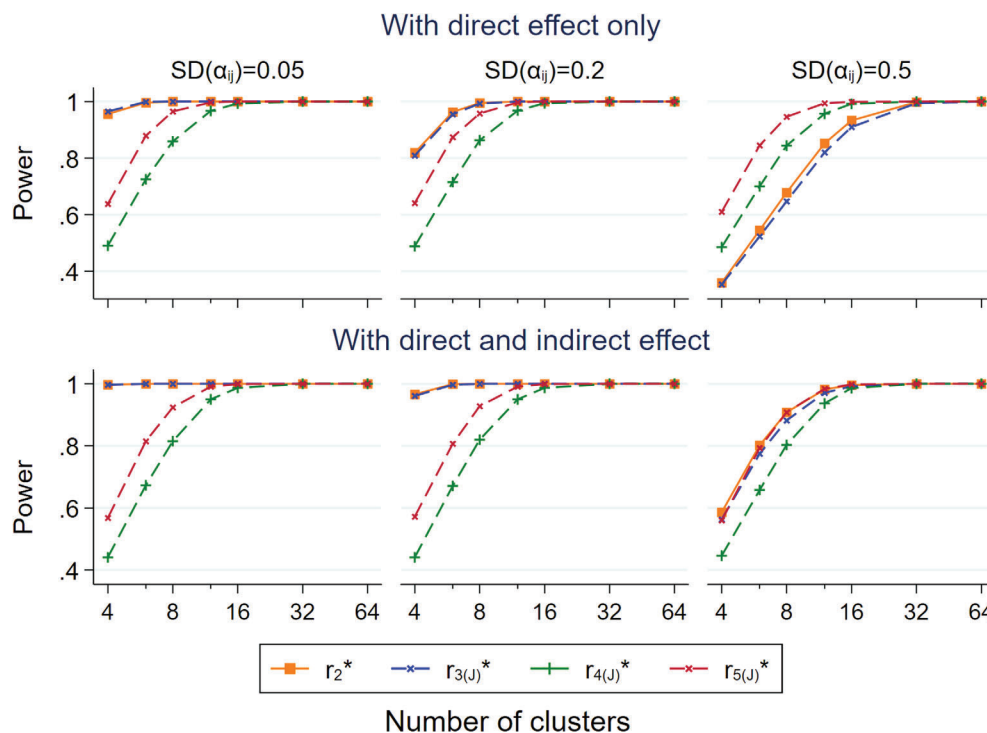 With direct effect only
SD(αᵢⱼ)=0.05 SD(αᵢⱼ)=0.2 SD(αᵢⱼ)=0.5
1
.8
.6
.4
Power
With direct and indirect effect
1
.8
.6
.4
Power
4 8 16 32 64 4 8 16 32 64 4 8 16 32 64
r₂* r₃₍J₎* r₄₍J₎* r₅₍J₎*
Number of clusters